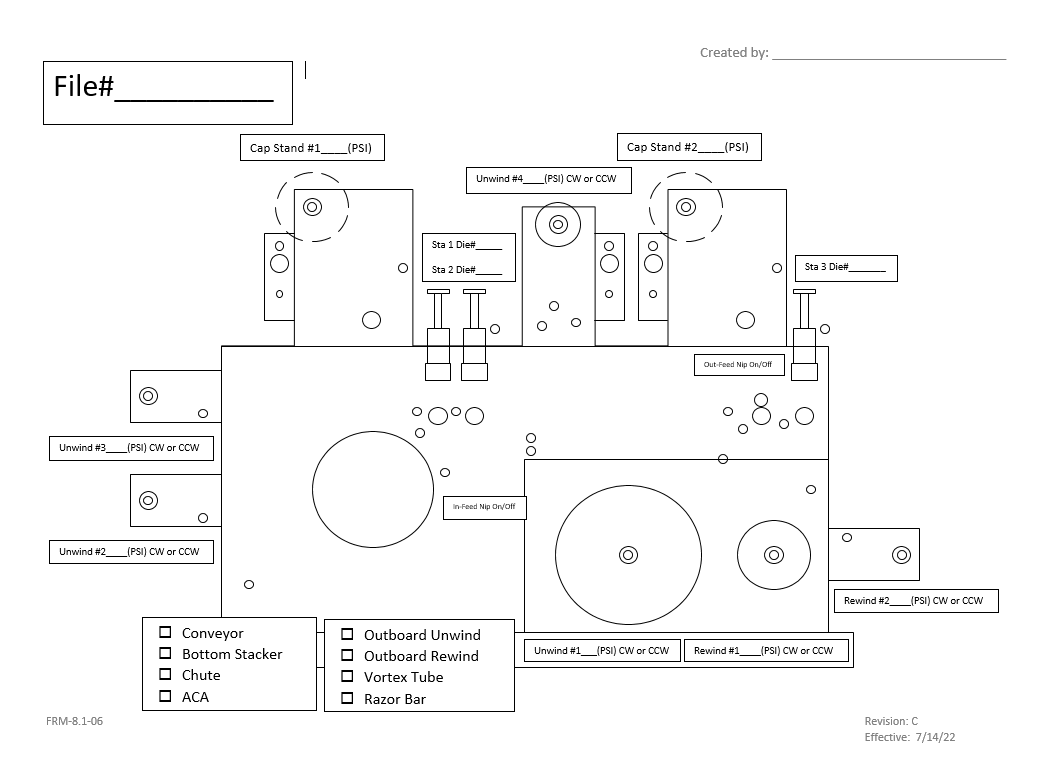 Created by: ________________________________
File#__________
Cap Stand #1____(PSI)
Cap Stand #2____(PSI)
Unwind #4____(PSI) CW or CCW
Sta 1 Die#_____
Sta 2 Die#_____
Sta 3 Die#_______
Out-Feed Nip On/Off
Unwind #3____(PSI) CW or CCW
In-Feed Nip On/Off
Unwind #2____(PSI) CW or CCW
Rewind #2____(PSI) CW or CCW
Unwind #1___(PSI) CW or CCW
Rewind #1____(PSI) CW or CCW
☐ Conveyor
☐ Bottom Stacker
☐ Chute
☐ ACA
☐ Outboard Unwind
☐ Outboard Rewind
☐ Vortex Tube
☐ Razor Bar
FRM-8.1-06
Revision: C
Effective: 7/14/22